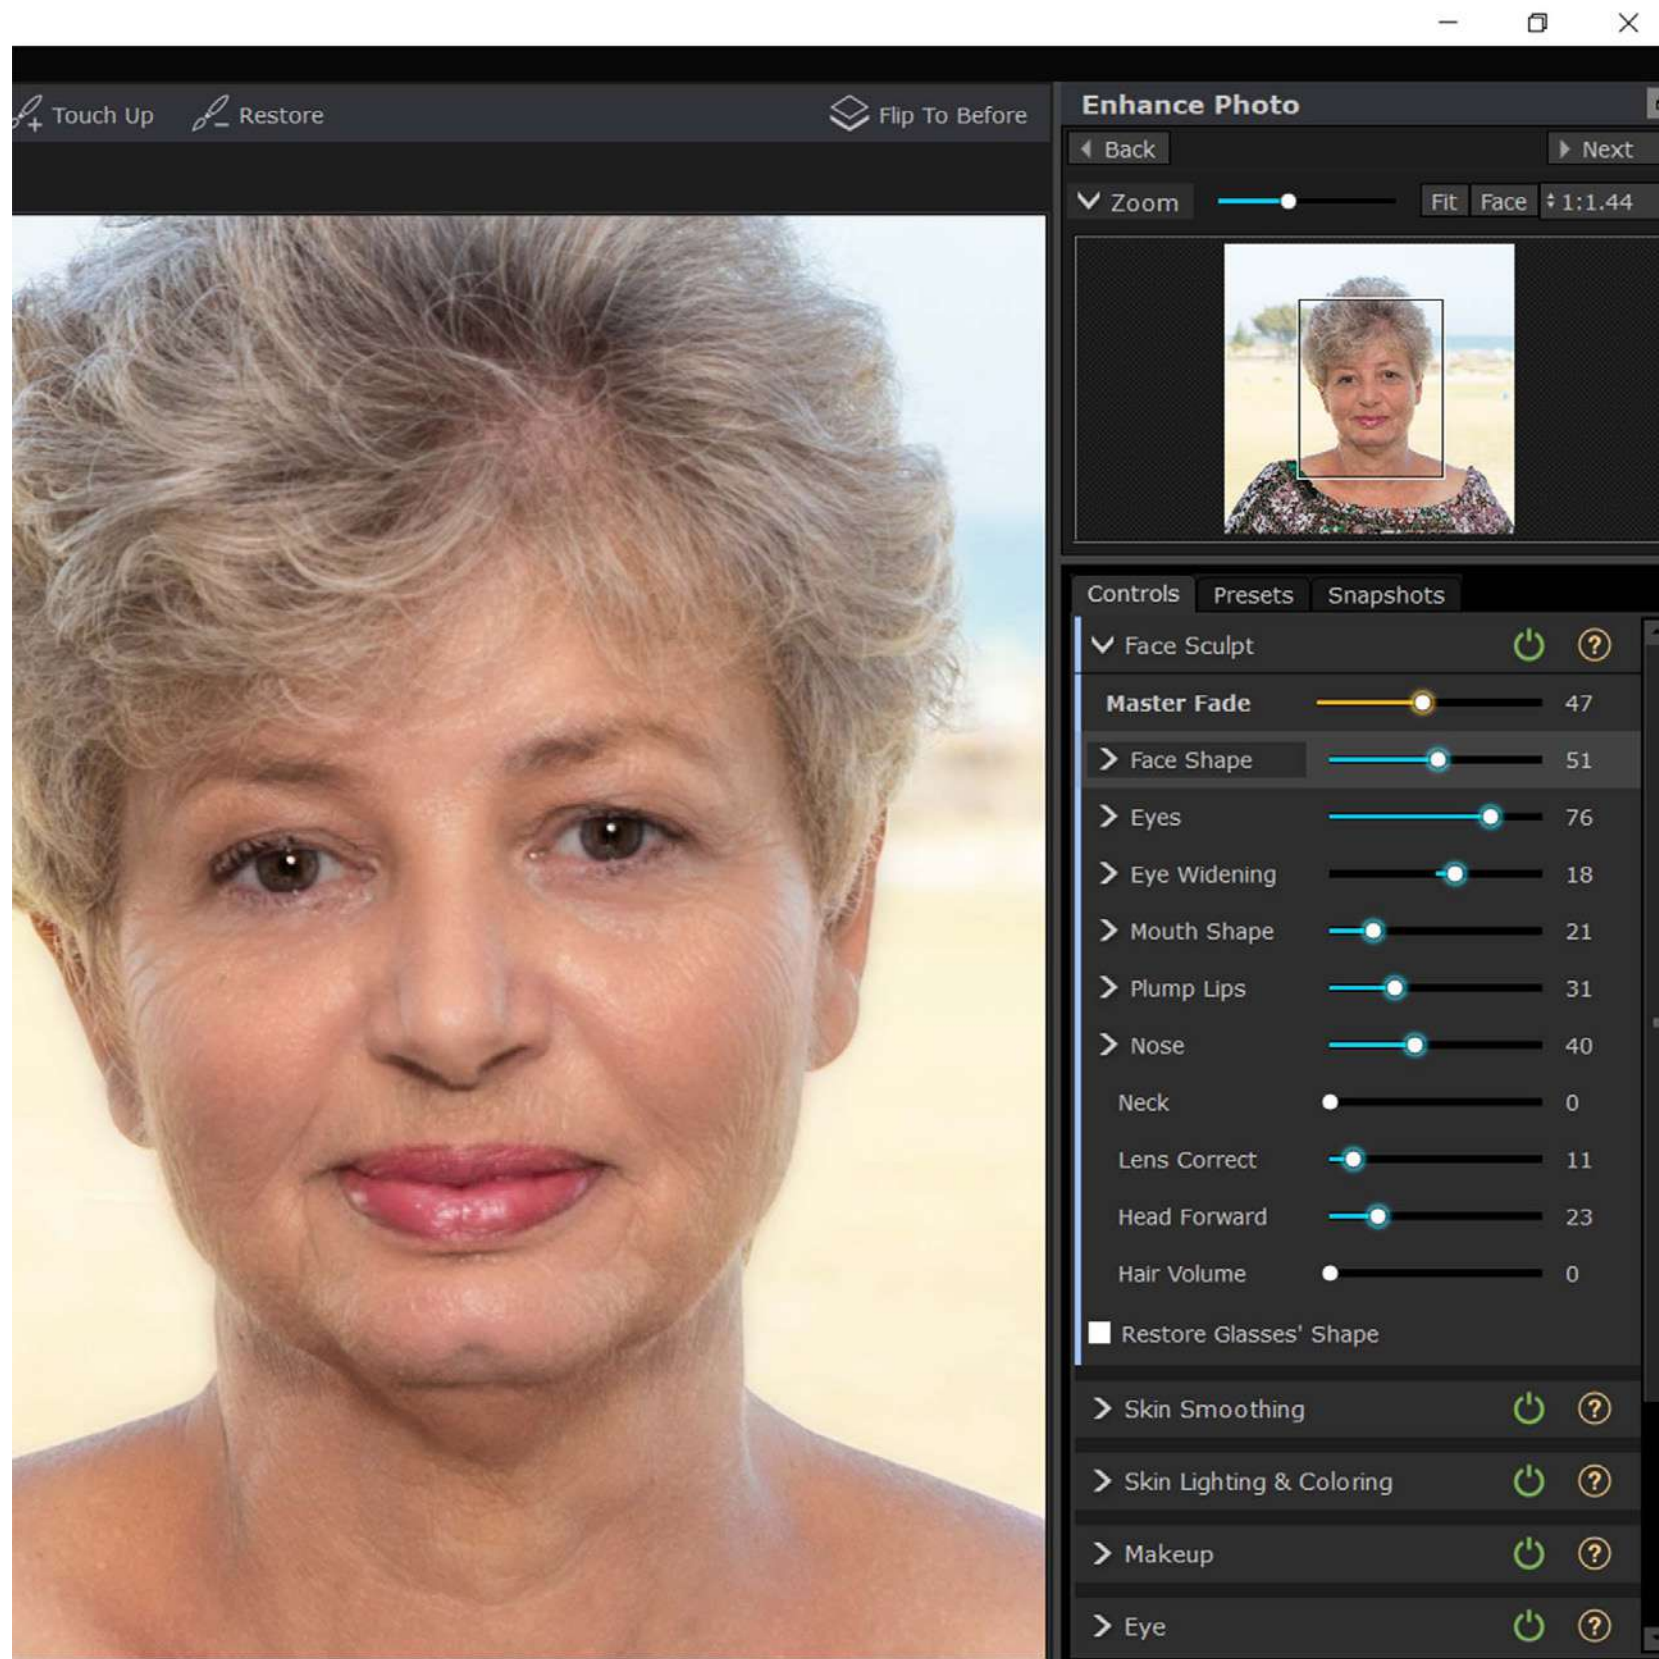 Touch Up Restore Flip To Before
Enhance Photo
Back Next
Zoom Fit Face 1:1.44
Controls Presets Snapshots
Face Sculpt ?
Master Fade 47
Face Shape 51
Eyes 76
Eye Widening 18
Mouth Shape 21
Plump Lips 31
Nose 40
Neck 0
Lens Correct 11
Head Forward 23
Hair Volume 0
Restore Glasses' Shape
Skin Smoothing ?
Skin Lighting & Coloring ?
Makeup ?
Eye ?